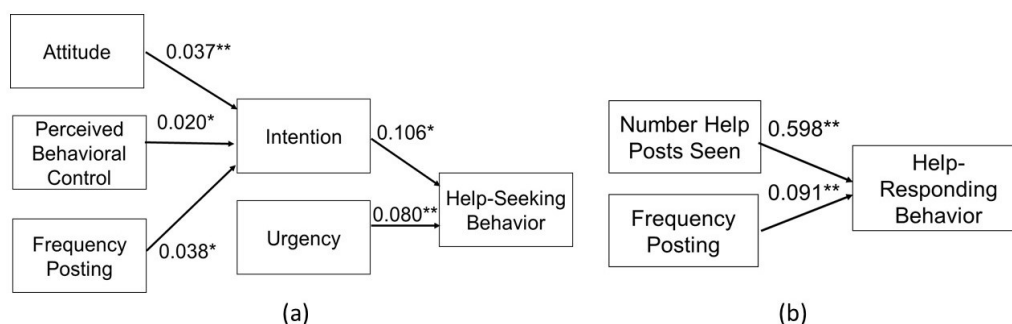 Attitude
0.037**
Perceived
Behavioral
Control
0.020*
Frequency
Posting
0.038*
Intention
0.106*
Urgency
0.080**
Help-Seeking
Behavior
(a)
Number Help
Posts Seen
0.598**
Frequency
Posting
0.091**
Help-
Responding
Behavior
(b)